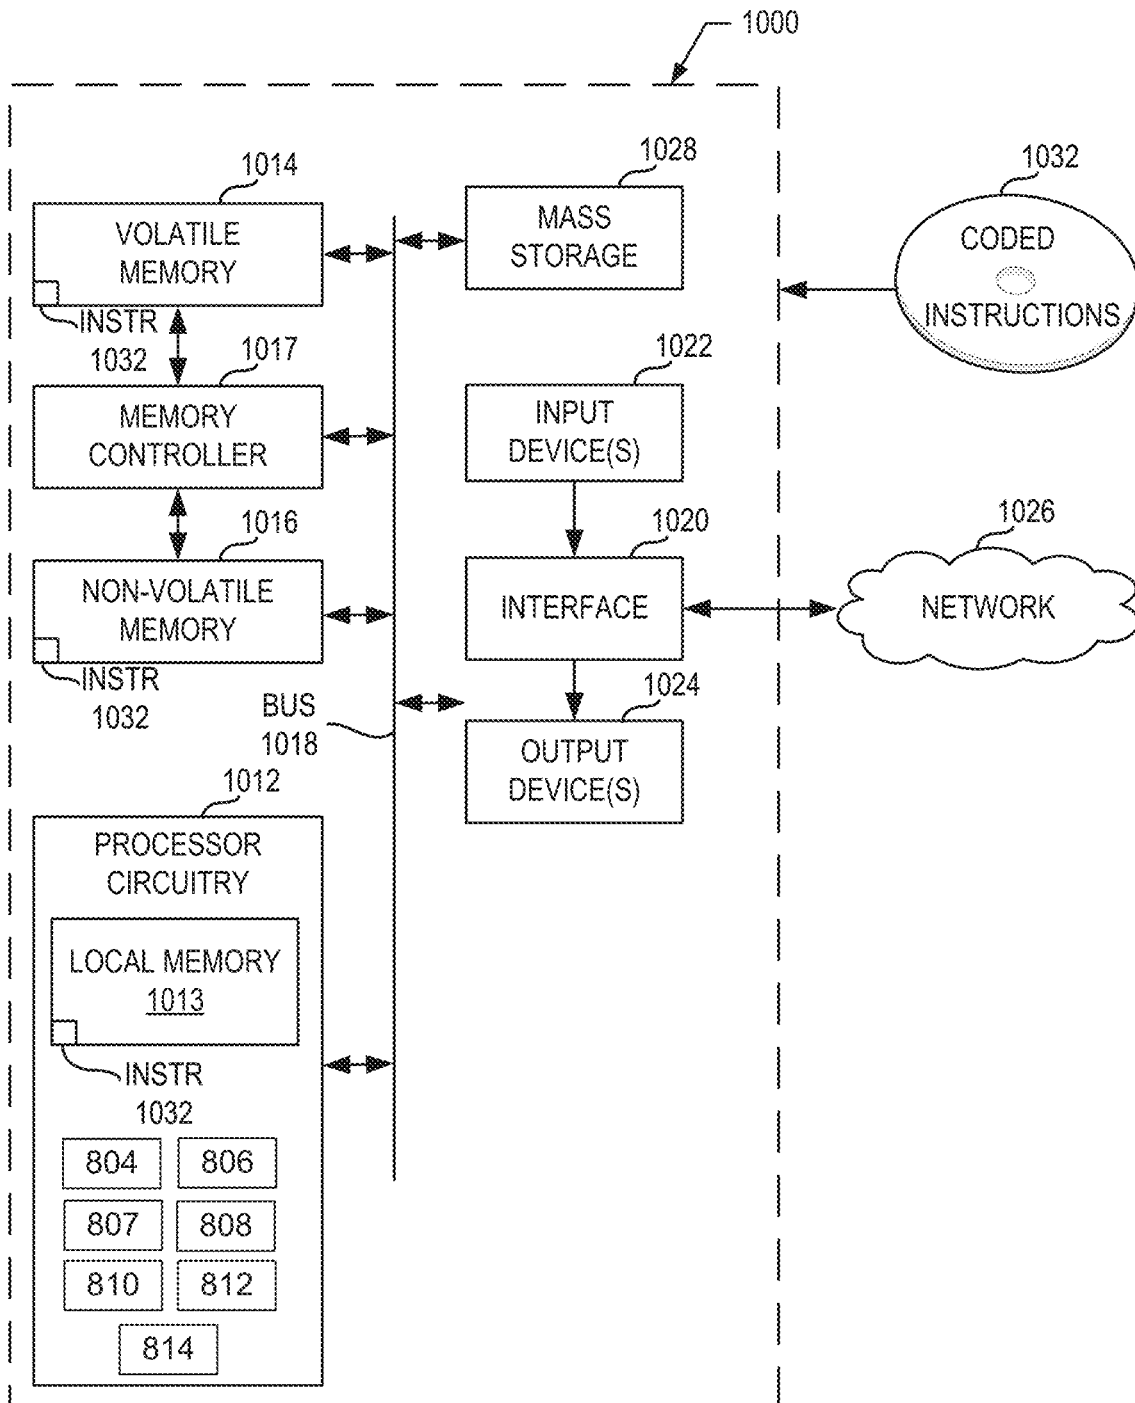 1000
1014
VOLATILE
MEMORY
INSTR
1032
1017
MEMORY
CONTROLLER
1016
NON-VOLATILE
MEMORY
INSTR
1032
BUS
1018
1012
PROCESSOR
CIRCUITRY
LOCAL MEMORY
1013
INSTR
1032
804
806
807
808
810
812
814
1028
MASS
STORAGE
1022
INPUT
DEVICE(S)
1020
INTERFACE
1024
OUTPUT
DEVICE(S)
1032
CODED
INSTRUCTIONS
1026
NETWORK